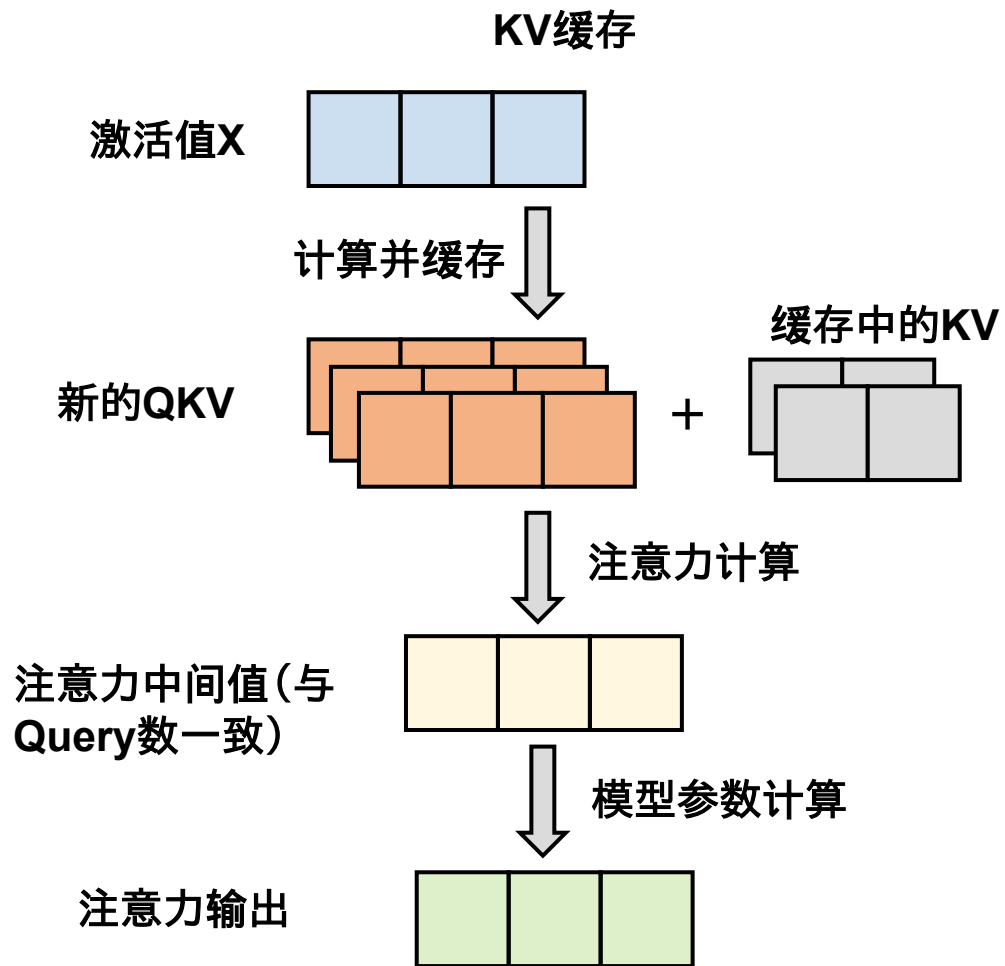 KV缓存
激活值X
计算并缓存
缓存中的KV
新的QKV
+
注意力计算
注意力中间值（与
Query数一致）
模型参数计算
注意力输出